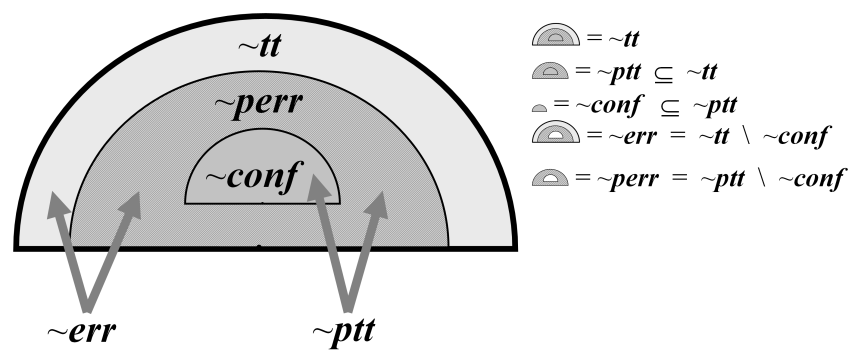 ~tt
~perr
~conf
~err
~ptt
= ~tt
= ~ptt ⊆ ~tt
= ~conf ⊆ ~ptt
= ~err = ~tt \ ~conf
= ~perr = ~ptt \ ~conf